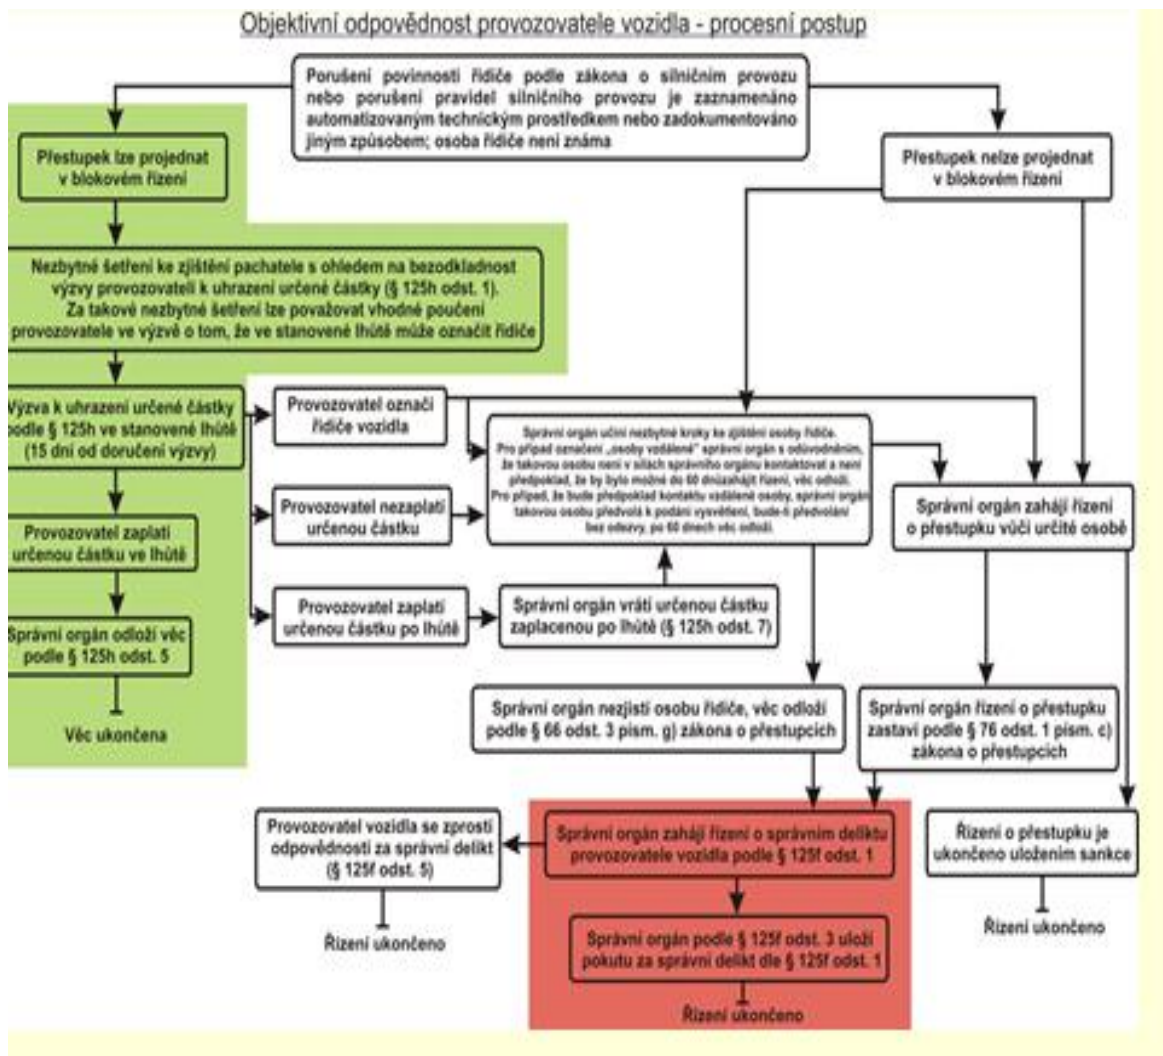 Objektivní odpovědnost provozovatele vozidla - procesní postup
Porušení povinností řidiče podle zákona o silničním provozu
nebo porušení pravidel silničního provozu je zaznamenáno
automatizovaným technickým prostředkem nebo zadokumentováno
jiným způsobem; osoba řidiče není známa
Přestupek lze projednat
v blokovém řízení
Přestupek nelze projednat
v blokovém řízení
Nezbytné šetření ke zjištění pachatele s ohledem na bezodkladnost
výzvy provozovateli k uhrazení určené částky (§ 125h odst. 1).
Za takové nezbytné šetření lze považovat vhodné poučení
provozovatele ve výzvě o tom, že ve stanovené lhůtě může označit řidiče
Výzva k uhrazení určené částky
podle § 125h ve stanovené lhůtě
(15 dní od doručení výzvy)
Provozovatel označí
řidiče vozidla
Správní orgán učiní nezbytné kroky ke zjištění osoby řidiče.
Pro případ označení „osoby vzdálené" správní orgán s odůvodněním,
že takovou osobu není v silách správního orgánu kontaktovat a není
předpoklad, že by bylo možné do 60 dnůzahájit řízení, věc odloží.
Pro případ, že bude předpoklad kontaktu vzdálené osoby, správní orgán
takovou osobu předvolá k podání vysvětlení, bude-li předvolání
bez odezvy, po 60 dnech věc odloží.
Provozovatel nezaplatí
určenou částku
Správní orgán zahájí řízení
o přestupku vůči určité osobě
Provozovatel zaplatí
určenou částku ve lhůtě
Provozovatel zaplatí
určenou částku po lhůtě
Správní orgán vrátí určenou částku
zaplacenou po lhůtě (§ 125h odst. 7)
Správní orgán odloží věc
podle § 125h odst. 5
Věc ukončena
Správní orgán nezjistí osobu řidiče, věc odloží
podle § 66 odst. 3 písm. g) zákona o přestupcích
Správní orgán řízení o přestupku
zastaví podle § 76 odst. 1 písm. c)
zákona o přestupcích
Provozovatel vozidla se zprostí
odpovědnosti za správní delikt
(§ 125f odst. 5)
Správní orgán zahájí řízení o správním deliktu
provozovatele vozidla podle § 125f odst. 1
Řízení o přestupku je
ukončeno uložením sankce
Řízení ukončeno
Správní orgán podle § 125f odst. 3 uloží
pokutu za správní delikt dle § 125f odst. 1
Řízení ukončeno
Řízení ukončeno